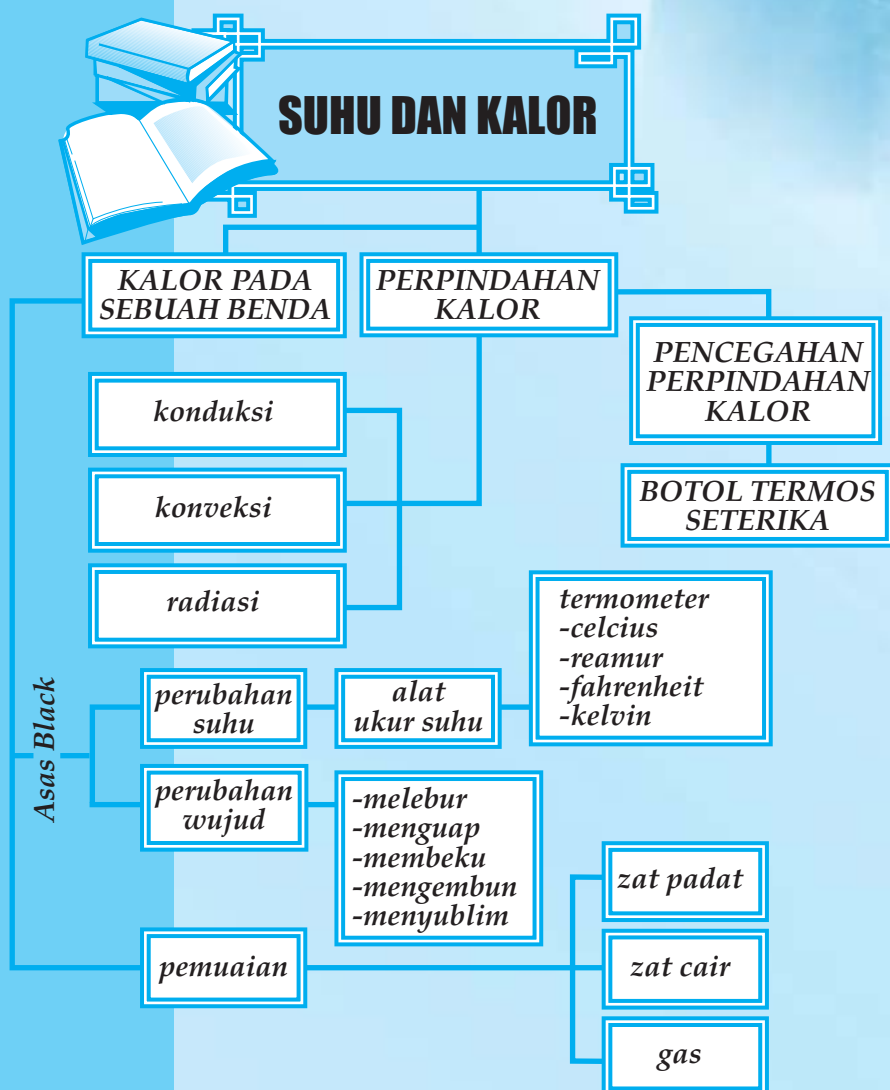 SUHU DAN KALOR
KALOR PADA
SEBUAH BENDA
PERPINDAHAN
KALOR
PENCEGAHAN
PERPINDAHAN
KALOR
BOTOL TERMOS
SETERIKA
konduksi
konveksi
radiasi
Asas Black
perubahan
suhu
alat
ukur suhu
termometer
-celcius
-reamur
-fahrenheit
-kelvin
perubahan
wujud
-melebur
-menguap
-membeku
-mengembun
-menyublim
pemuaian
zat padat
zat cair
gas